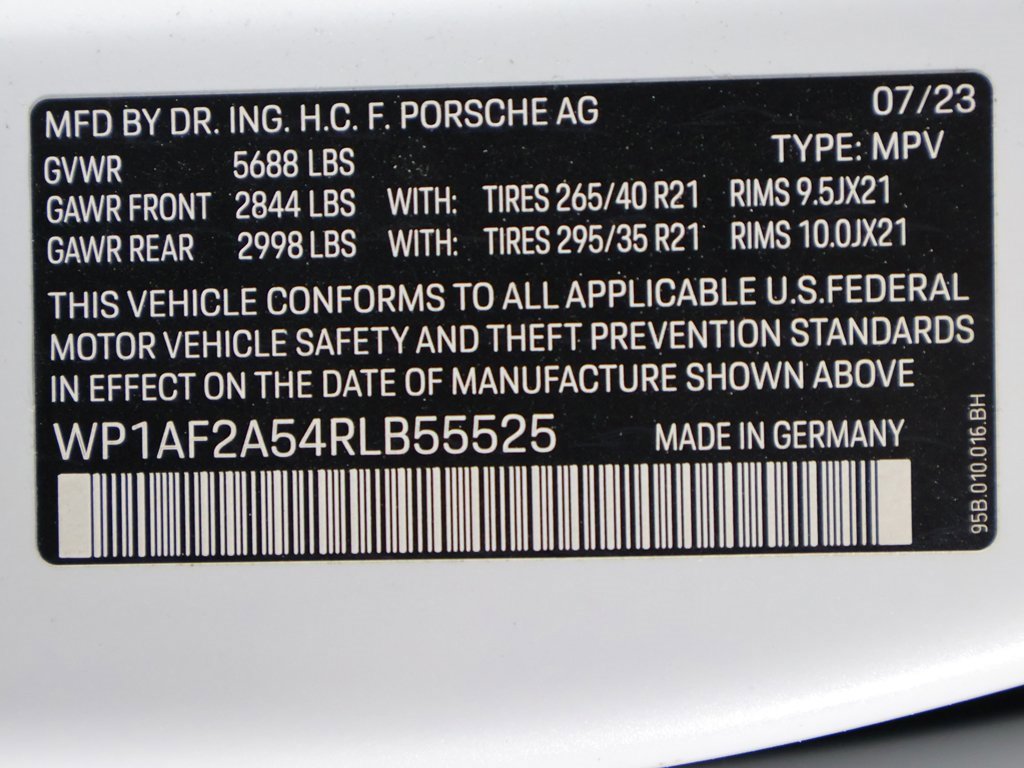 MFD BY DR. ING. H.C. F. PORSCHE AG 07/23
TYPE: MPV
GVWR 5688 LBS
GAWR FRONT 2844 LBS WITH: TIRES 265/40 R21 RIMS 9.5JX21
GAWR REAR 2998 LBS WITH: TIRES 295/35 R21 RIMS 10.0JX21
THIS VEHICLE CONFORMS TO ALL APPLICABLE U.S.FEDERAL
MOTOR VEHICLE SAFETY AND THEFT PREVENTION STANDARDS
IN EFFECT ON THE DATE OF MANUFACTURE SHOWN ABOVE
WP1AF2A54RLB55525 MADE IN GERMANY
95B.010.016.BH